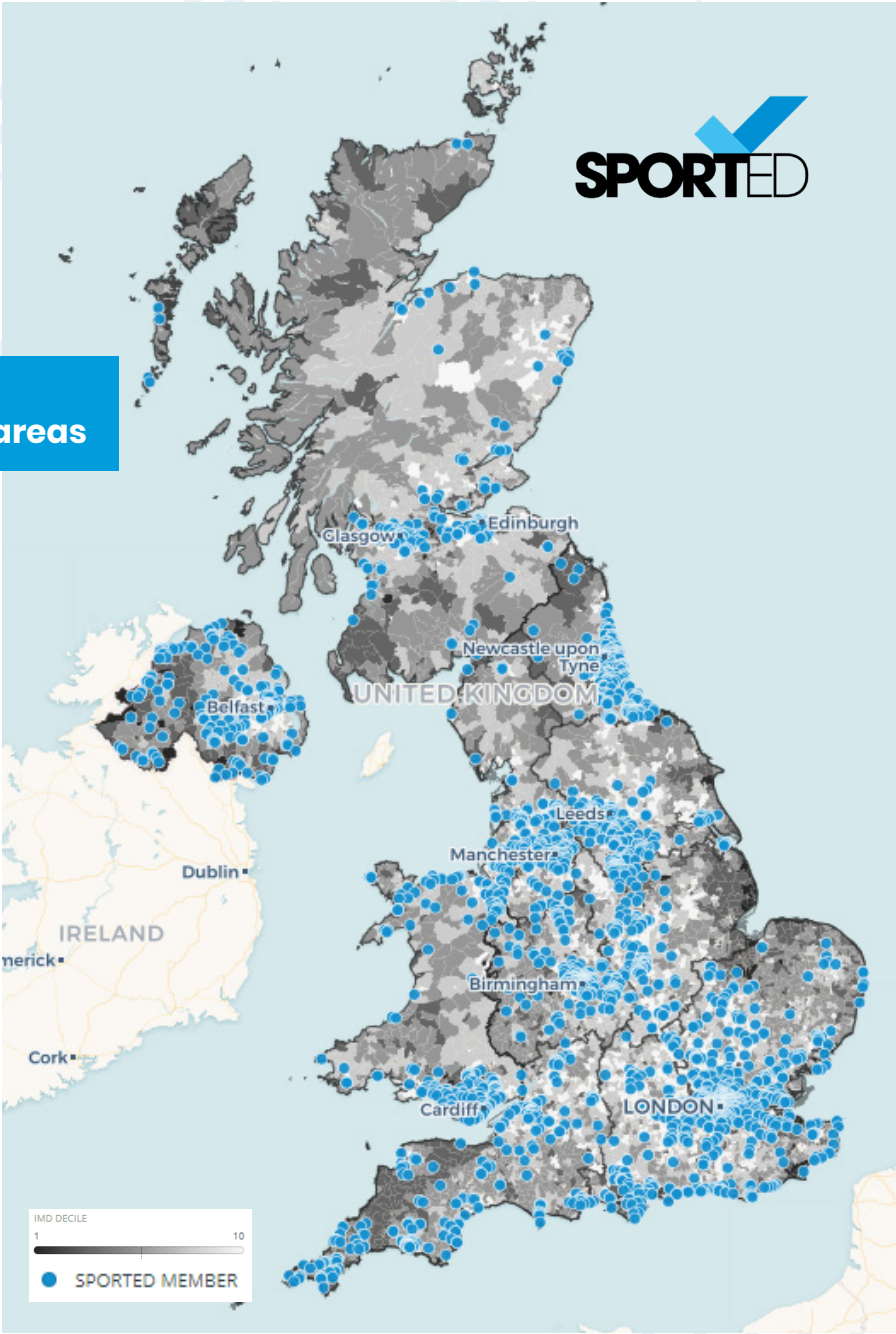 SPORTED
areas
Glasgow
Edinburgh
Newcastle upon
Tyne
UNITED KINGDOM
Belfast
Leeds
Manchester
Dublin
IRELAND
merick
Birmingham
Cork
Cardiff
LONDON
IMD DECILE
1 10
SPORTED MEMBER